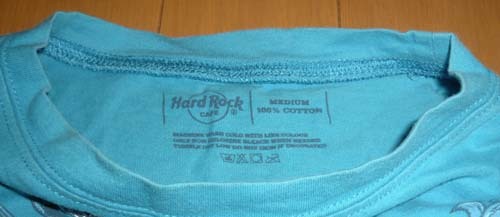 Hard Rock
CAFE ®
MEDIUM
100% COTTON
MACHINE WASH COLD WITH LIKE COLOURS
ONLY NON-CHLORINE BLEACH WHEN NEEDED
TUMBLE DRY LOW DO NOT IRON IF DECORATED